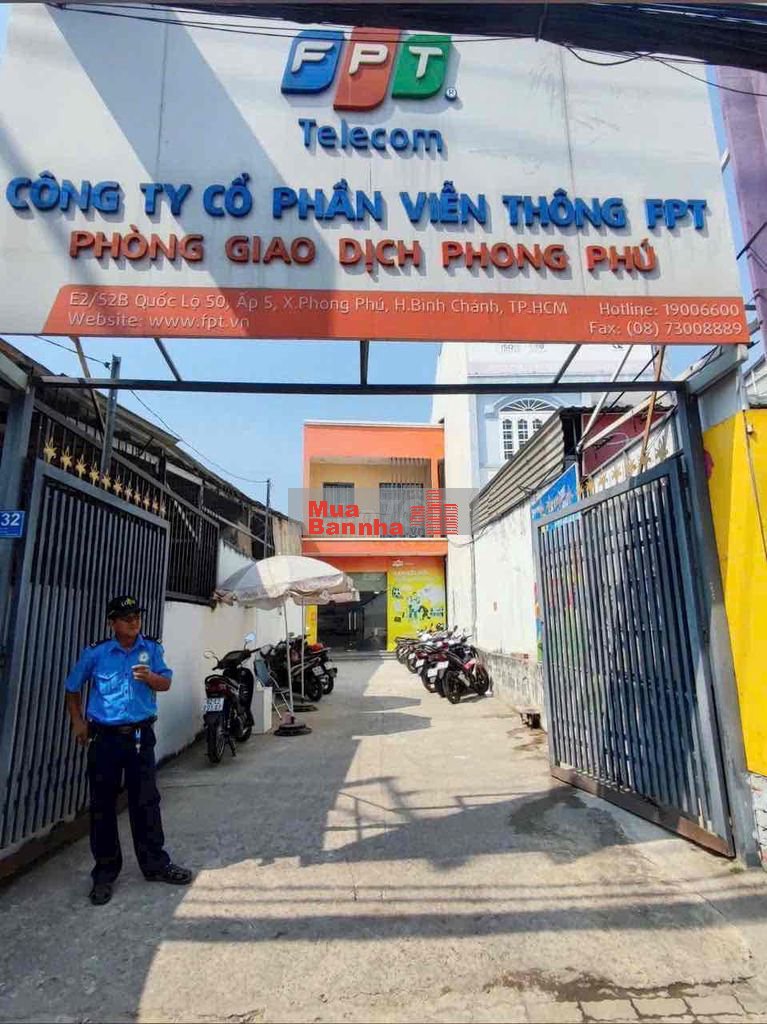 FPT
Telecom
CÔNG TY CỔ PHẦN VIỄN THÔNG FPT
PHÒNG GIAO DỊCH PHONG PHÚ
E2/52B Quốc Lộ 50, Ấp 5, X.Phong Phú, H.Bình Chánh, TP.HCM Hotline: 19006600
Website: www.fpt.vn Fax: (08) 73008889
32
Mua
Bannha